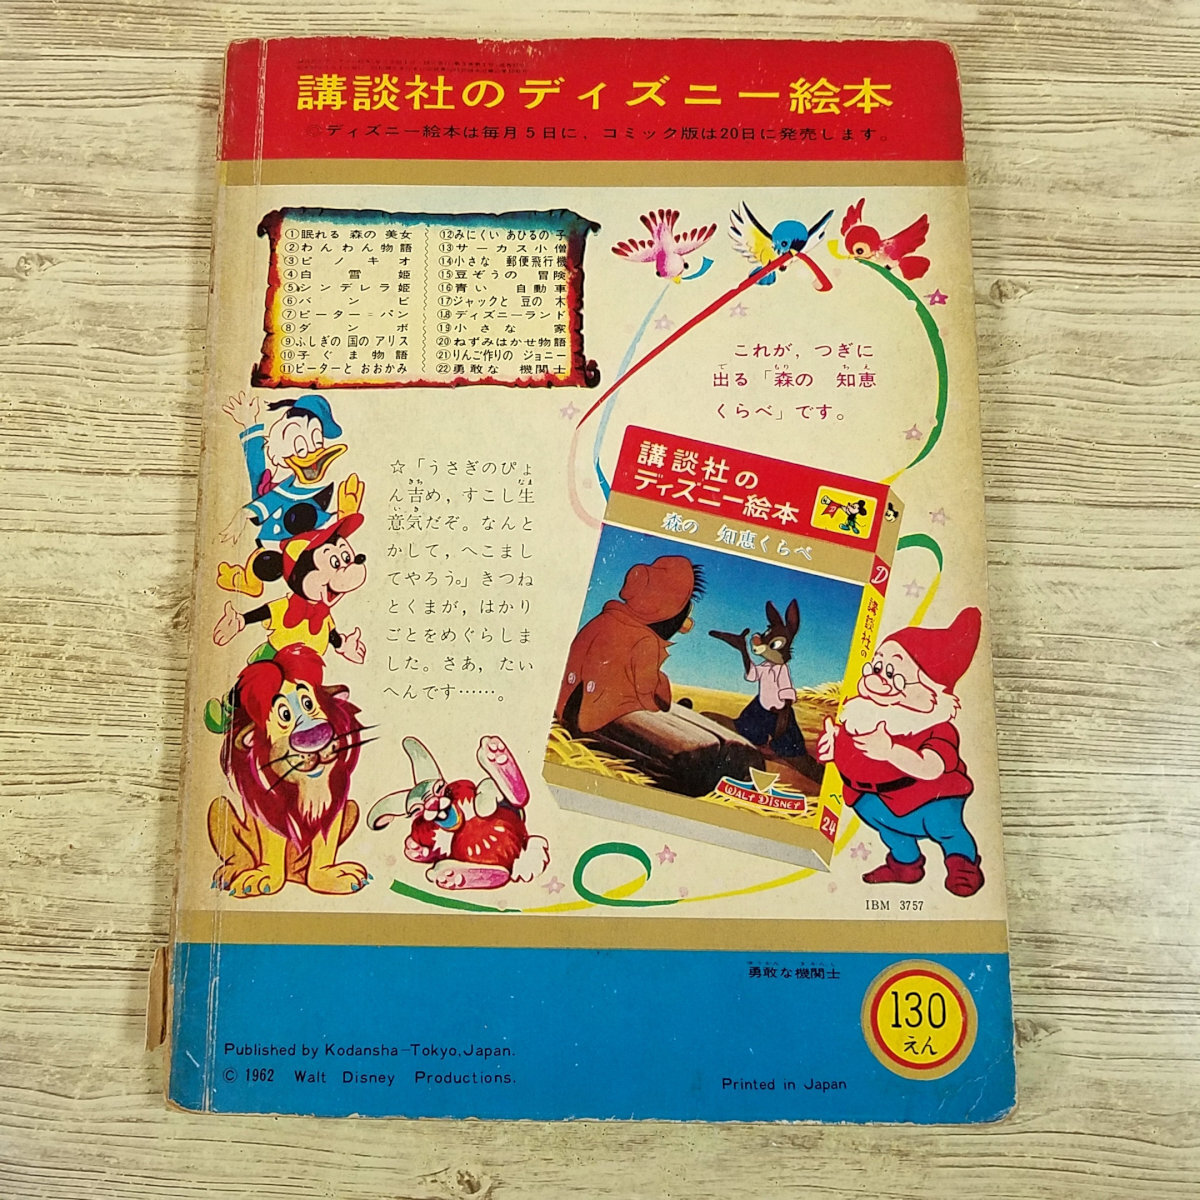 講談社のディズニー絵本
ディズニー絵本は毎月5日に、コミック版は20日に発売します。
①眠れる 森の 美女
②わんわん物語
③ピノキオ
④白雪姫
⑤シンデレラ姫
⑥バンビ
⑦ピーター=パン
⑧ダンボ
⑨ふしぎの 国の アリス
⑩子ぐま物語
⑪ピーターと おおかみ
⑫みにくい あひるの 子
⑬サーカス小僧
⑭小さな 郵便飛行機
⑮豆ぞうの 冒険
⑯青い 自動車
⑰ジャックと 豆の 木
⑱ディズニーランド
⑲小さな 家
⑳ねずみはかせ物語
㉑りんご作りの ジョニー
㉒勇敢な 機関士
これが，つぎに
出る「森の 知恵
くらべ」です。
☆「うさぎのぴょ
ん吉め，すこし生
意気だぞ。なんと
かして，へこまし
てやろう。」きつね
とくまが，はかり
ごとをめぐらしま
した。さあ，たい
へんです……。
講談社の
ディズニー絵本
森の 知恵くらべ
D
講談社の
WALT DISNEY
べ
24
IBM 3757
勇敢な機関士
130
えん
Published by Kodansha—Tokyo, Japan.
© 1962 Walt Disney Productions.
Printed in Japan